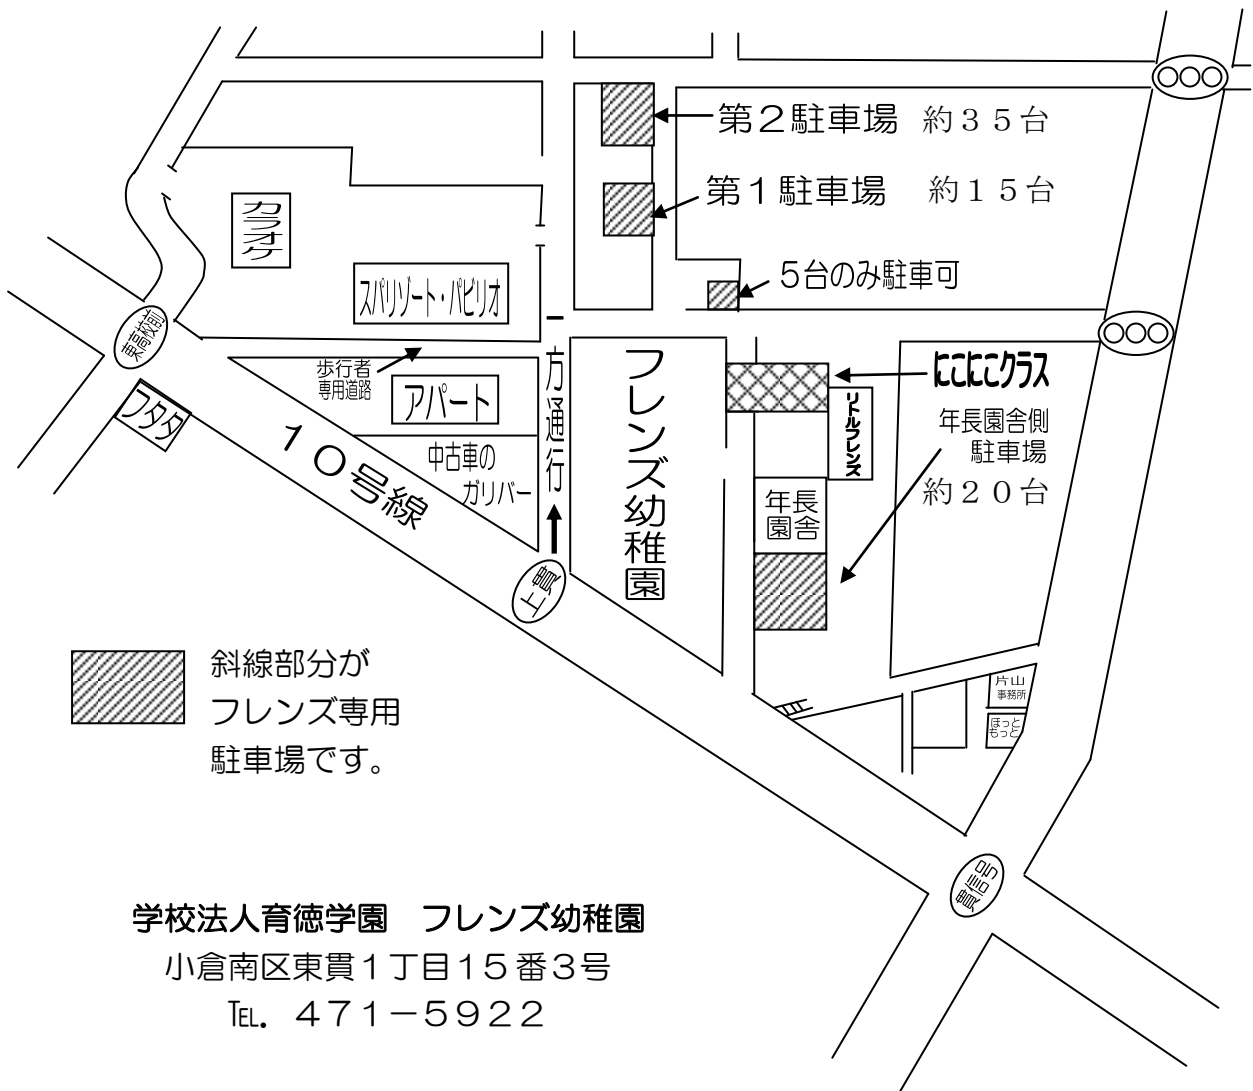 第２駐車場　約３５台
第１駐車場　約１５台
カラオケ
５台のみ駐車可
スパリゾート・パピリオ
東高校前
歩行者
専用道路
アパート
フタタ
１０号線
中古車の
ガリバー
一方通行
フレンズ幼稚園
にこにこクラス
リトルフレンズ
年長園舎側
駐車場
約２０台
年長
園舎
上貫
斜線部分が
フレンズ専用
駐車場です。
片山
事務所
ほっと
もっと
貫信号
学校法人育徳学園　フレンズ幼稚園
小倉南区東貫１丁目１５番３号
℡．４７１－５９２２